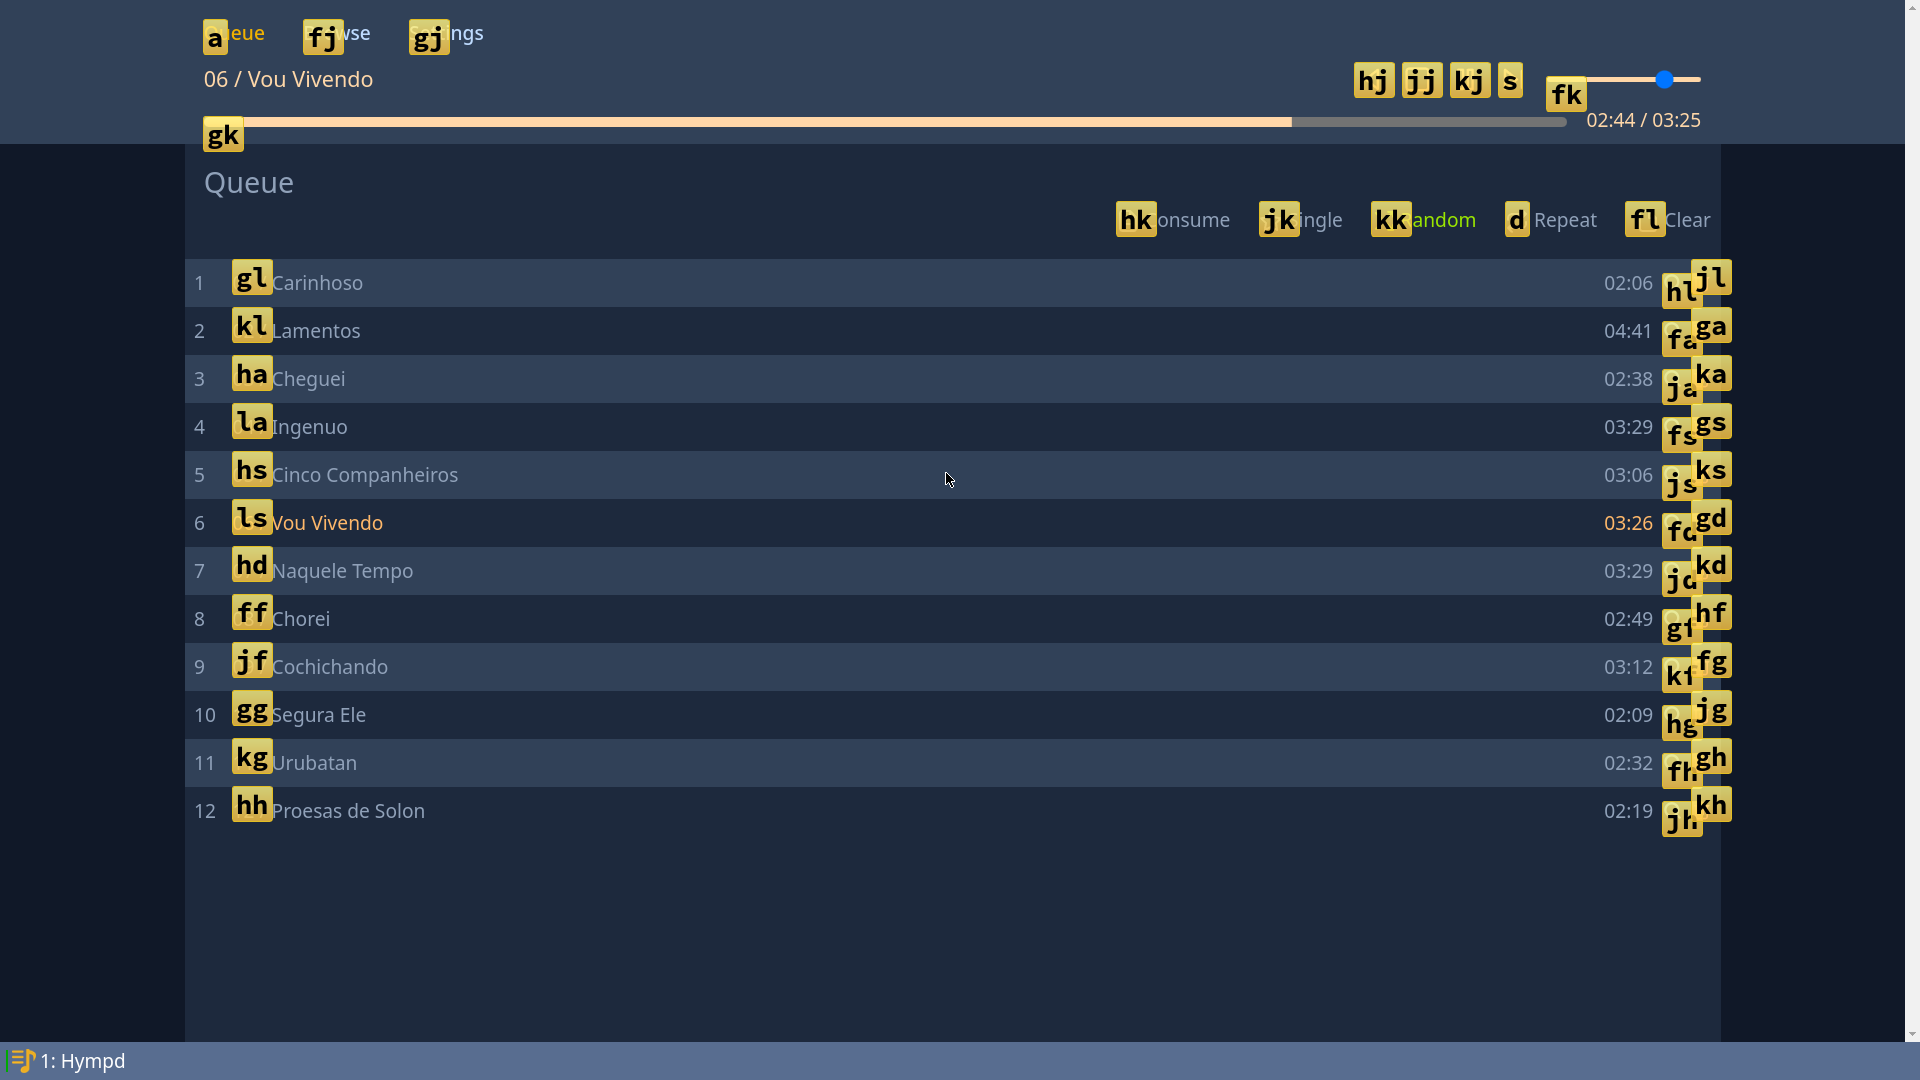 a ueue fj wse gj ngs
06 / Vou Vivendo hj jj kj s fk
gk 02:44 / 03:25
Queue
hk onsume jk ingle kk andom d Repeat fl Clear
1 gl Carinhoso 02:06 hl jl
2 kl Lamentos 04:41 fa ga
3 ha Cheguei 02:38 ja ka
4 la Ingenuo 03:29 fs gs
5 hs Cinco Companheiros 03:06 js ks
6 ls Vou Vivendo 03:26 fd gd
7 hd Naquele Tempo 03:29 jd kd
8 ff Chorei 02:49 gf hf
9 jf Cochichando 03:12 kf fg
10 gg Segura Ele 02:09 hg jg
11 kg Urubatan 02:32 fh gh
12 hh Proesas de Solon 02:19 jh kh
1: Hympd